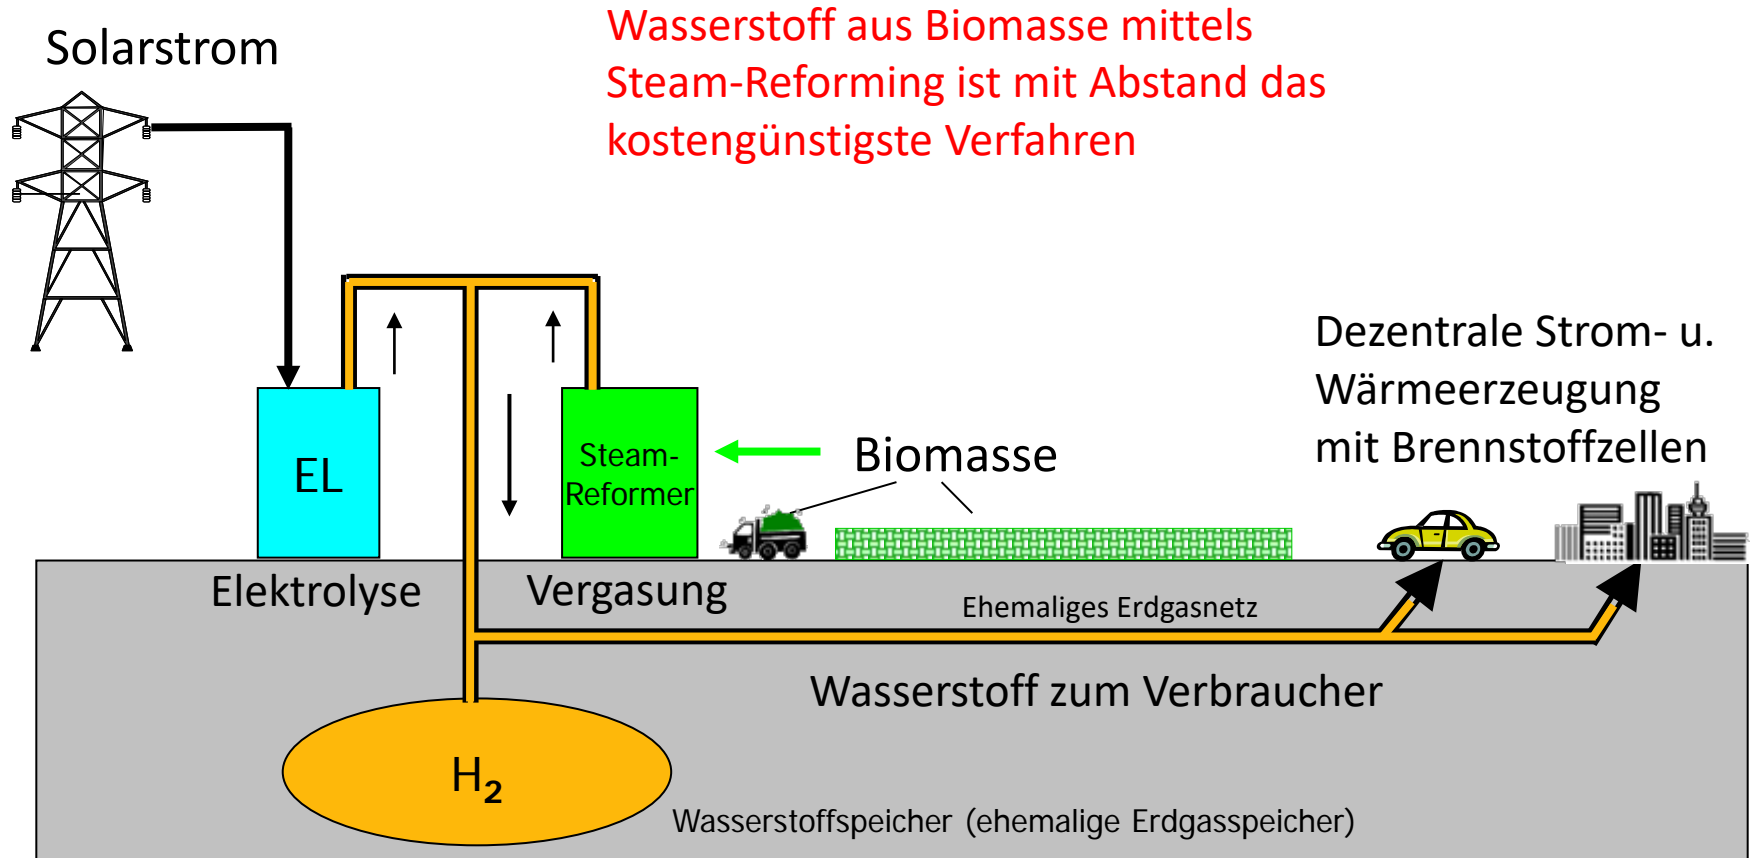 Solarstrom
Wasserstoff aus Biomasse mittels
Steam-Reforming ist mit Abstand das
kostengünstigste Verfahren
Dezentrale Strom- u.
Wärmeerzeugung
mit Brennstoffzellen
EL
Steam-
Reformer
Biomasse
Elektrolyse
Vergasung
Ehemaliges Erdgasnetz
Wasserstoff zum Verbraucher
H₂
Wasserstoffspeicher (ehemalige Erdgasspeicher)